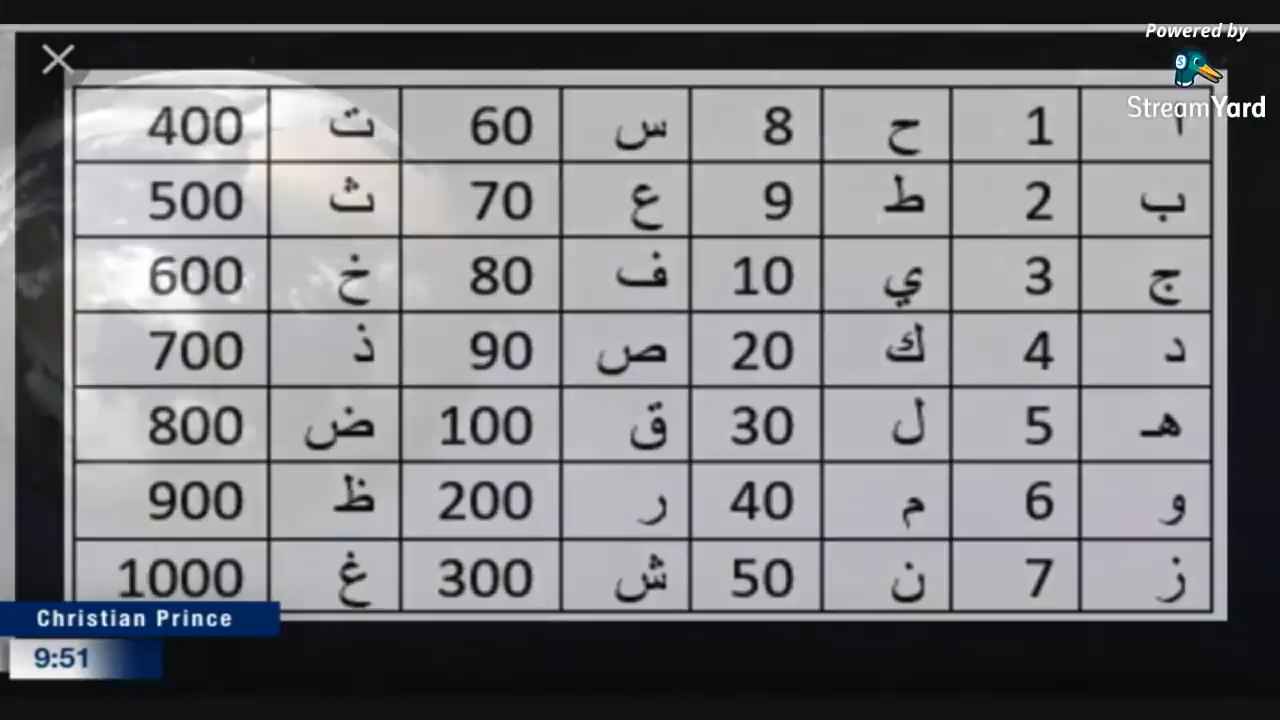 Powered by
StreamYard
ا 1 ح 8 س 60 ت 400
ب 2 ط 9 ع 70 ث 500
ج 3 ي 10 ف 80 خ 600
د 4 ك 20 ص 90 ذ 700
هـ 5 ل 30 ق 100 ض 800
و 6 م 40 ر 200 ظ 900
ز 7 ن 50 ش 300 غ 1000
Christian Prince
9:51